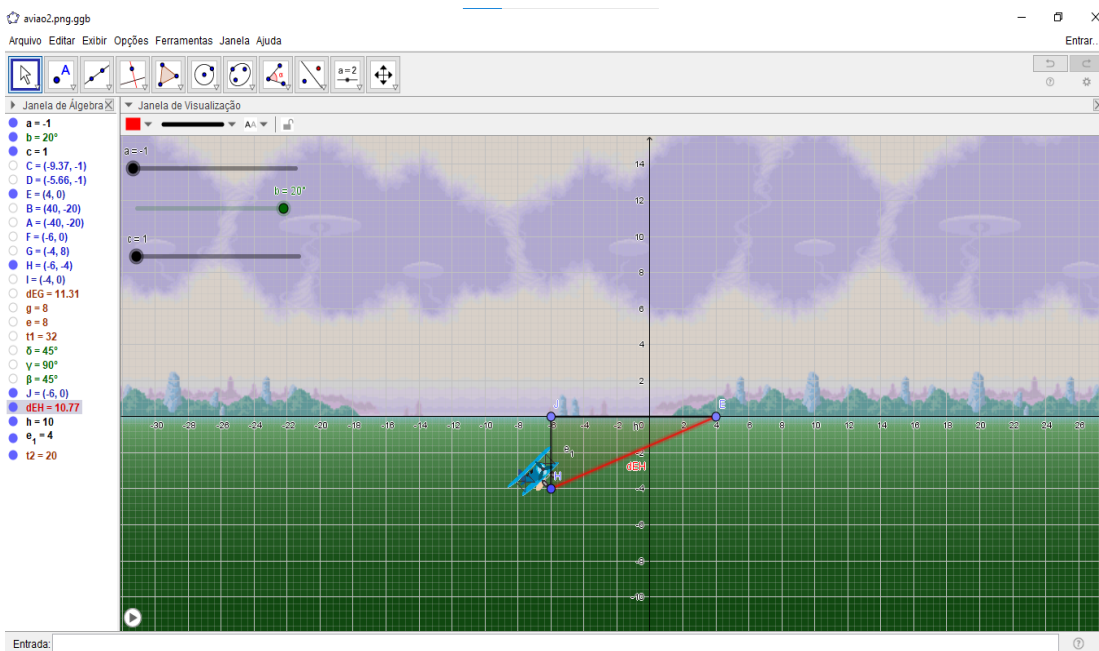 aviao2.png.ggb
Arquivo Editar Exibir Opções Ferramentas Janela Ajuda
Entrar...
A
α
a=2
Janela de Álgebra
Janela de Visualização
AA
a = -1
b = 20°
c = 1
C = (-9.37, -1)
D = (-5.66, -1)
E = (4, 0)
B = (40, -20)
A = (-40, -20)
F = (-6, 0)
G = (-4, 8)
H = (-6, -4)
I = (-4, 0)
dEG = 11.31
g = 8
e = 8
t1 = 32
δ = 45°
γ = 90°
β = 45°
J = (-6, 0)
dEH = 10.77
h = 10
e₁ = 4
t2 = 20
a = -1
b = 20°
c = 1
14
12
10
8
6
4
2
J
E
-30 -28 -26 -24 -22 -20 -18 -16 -14 -12 -10 -8 -6 -4 -2 h 2 4 6 8 10 12 14 16 18 20 22 24 26
e₁
-2
dEH
H
-4
-6
-8
-10
Entrada: